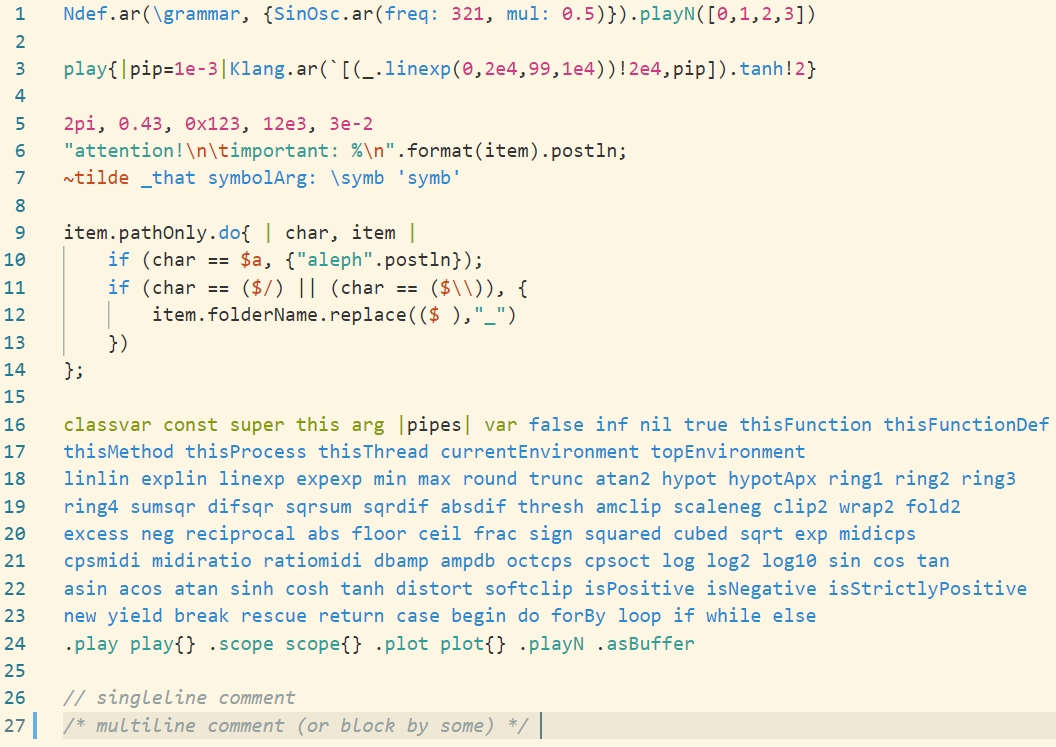 1 Ndef.ar(\grammar, {SinOsc.ar(freq: 321, mul: 0.5)}).playN([0,1,2,3])
2
3 play{|pip=1e-3|Klang.ar(`[(_.linexp(0,2e4,99,1e4))!2e4,pip]).tanh!2}
4
5 2pi, 0.43, 0x123, 12e3, 3e-2
6 "attention!\n\timportant: %\n".format(item).postln;
7 ~tilde _that symbolArg: \symb 'symb'
8
9 item.pathOnly.do{ | char, item |
10 if (char == $a, {"aleph".postln});
11 if (char == ($/) || (char == ($\\)), {
12 item.folderName.replace(($ ),"_")
13 })
14 };
15
16 classvar const super this arg |pipes| var false inf nil true thisFunction thisFunctionDef
17 thisMethod thisProcess thisThread currentEnvironment topEnvironment
18 linlin explin linexp expexp min max round trunc atan2 hypot hypotApx ring1 ring2 ring3
19 ring4 sumsqr difsqr sqrsum sqrdif absdif thresh amclip scaleneg clip2 wrap2 fold2
20 excess neg reciprocal abs floor ceil frac sign squared cubed sqrt exp midicps
21 cpsmidi midiratio ratiomidi dbamp ampdb octcps cpsoct log log2 log10 sin cos tan
22 asin acos atan sinh cosh tanh distort softclip isPositive isNegative isStrictlyPositive
23 new yield break rescue return case begin do forBy loop if while else
24 .play play{} .scope scope{} .plot plot{} .playN .asBuffer
25
26 // singleline comment
27 /* multiline comment (or block by some) */